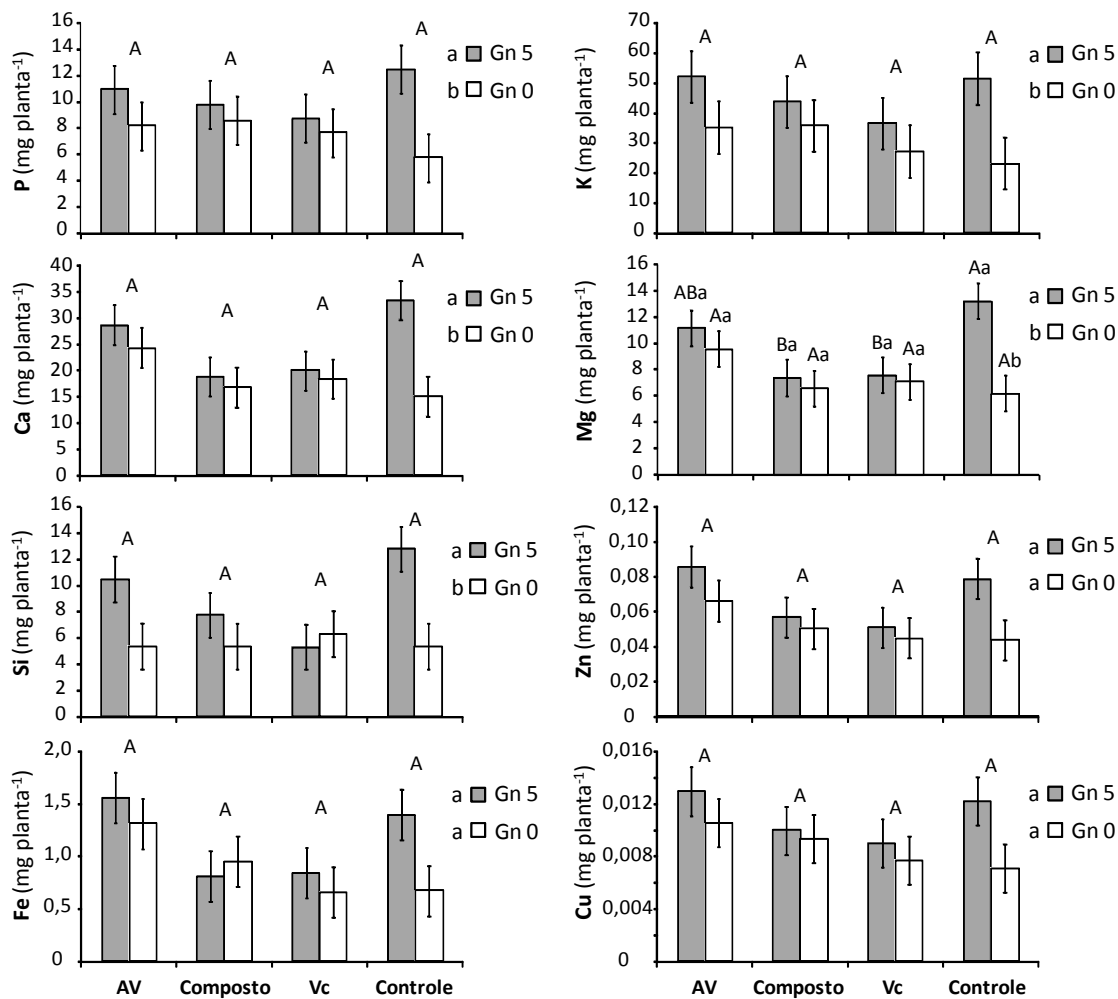 P (mg planta⁻¹)
16
14
12
10
8
6
4
2
0
A
A
A
A
a Gn 5
b Gn 0
K (mg planta⁻¹)
70
60
50
40
30
20
10
0
A
A
A
A
a Gn 5
b Gn 0
Ca (mg planta⁻¹)
40
35
30
25
20
15
10
5
0
A
A
A
A
a Gn 5
b Gn 0
Mg (mg planta⁻¹)
16
14
12
10
8
6
4
2
0
ABa
Aa
Ba
Aa
Ba
Aa
Aa
Ab
a Gn 5
b Gn 0
Si (mg planta⁻¹)
16
14
12
10
8
6
4
2
0
A
A
A
A
a Gn 5
b Gn 0
Zn (mg planta⁻¹)
0,12
0,10
0,08
0,06
0,04
0,02
0
A
A
A
A
a Gn 5
a Gn 0
Fe (mg planta⁻¹)
2,0
1,5
1,0
0,5
0
A
A
A
A
a Gn 5
a Gn 0
AV Composto Vc Controle
Cu (mg planta⁻¹)
0,016
0,012
0,008
0,004
0
A
A
A
A
a Gn 5
a Gn 0
AV Composto Vc Controle